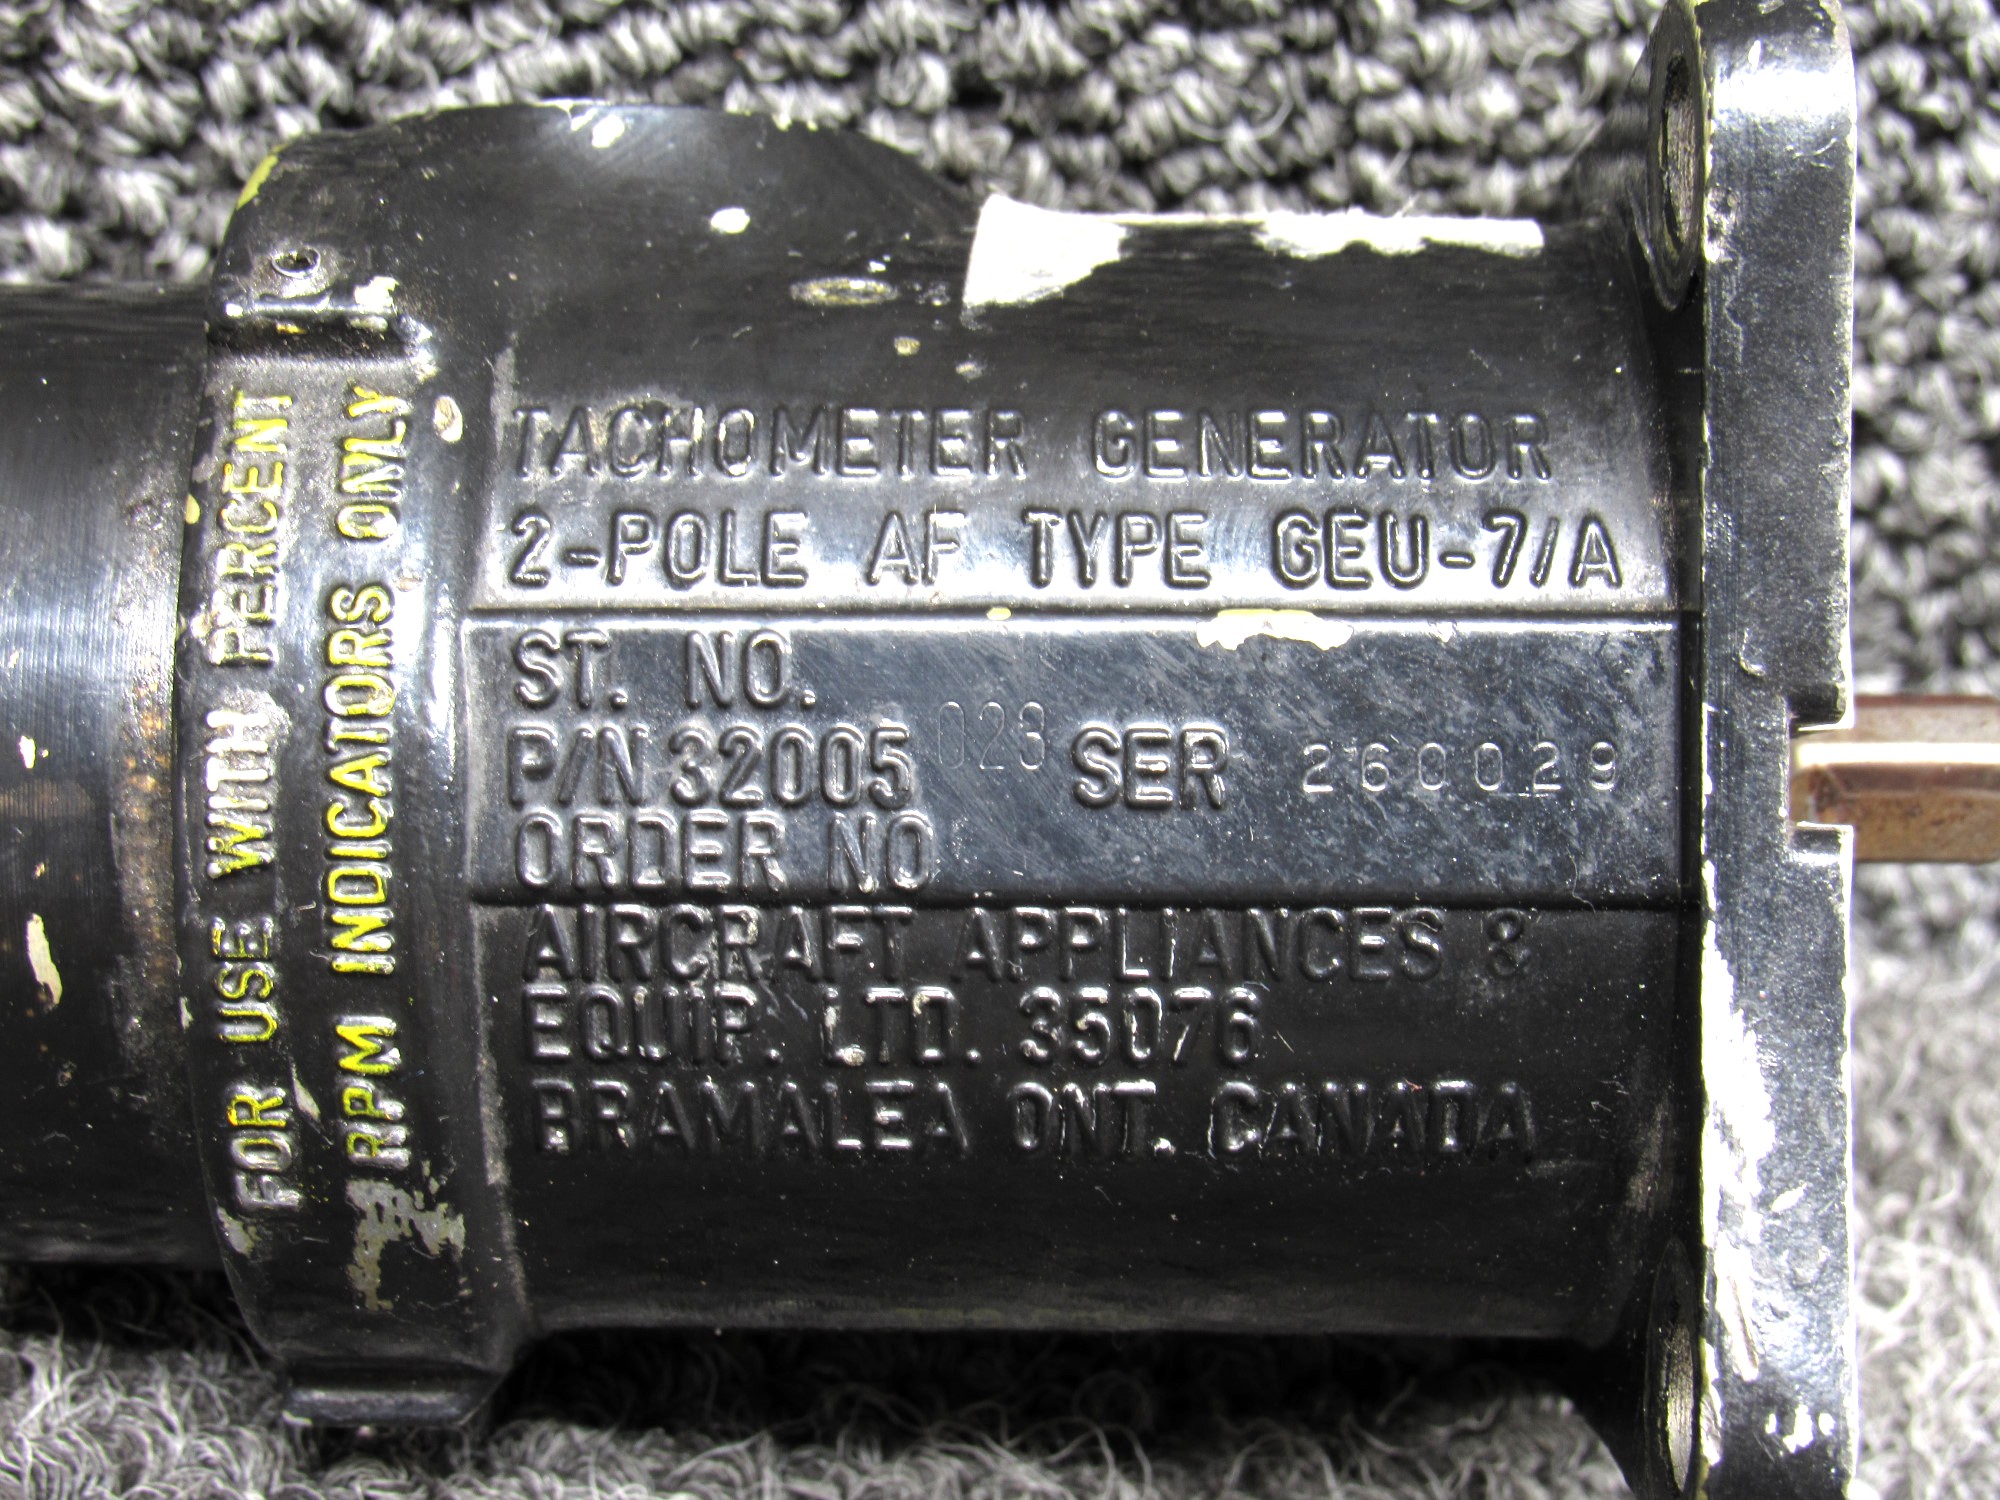 FOR USE WITH PERCENT
RPM INDICATORS ONLY
TACHOMETER GENERATOR
2-POLE AF TYPE GEU-7/A
ST. NO.
P/N 32005 023 SER 260029
ORDER NO
AIRCRAFT APPLIANCES &
EQUIP. LTD. 35076
BRAMALEA ONT. CANADA